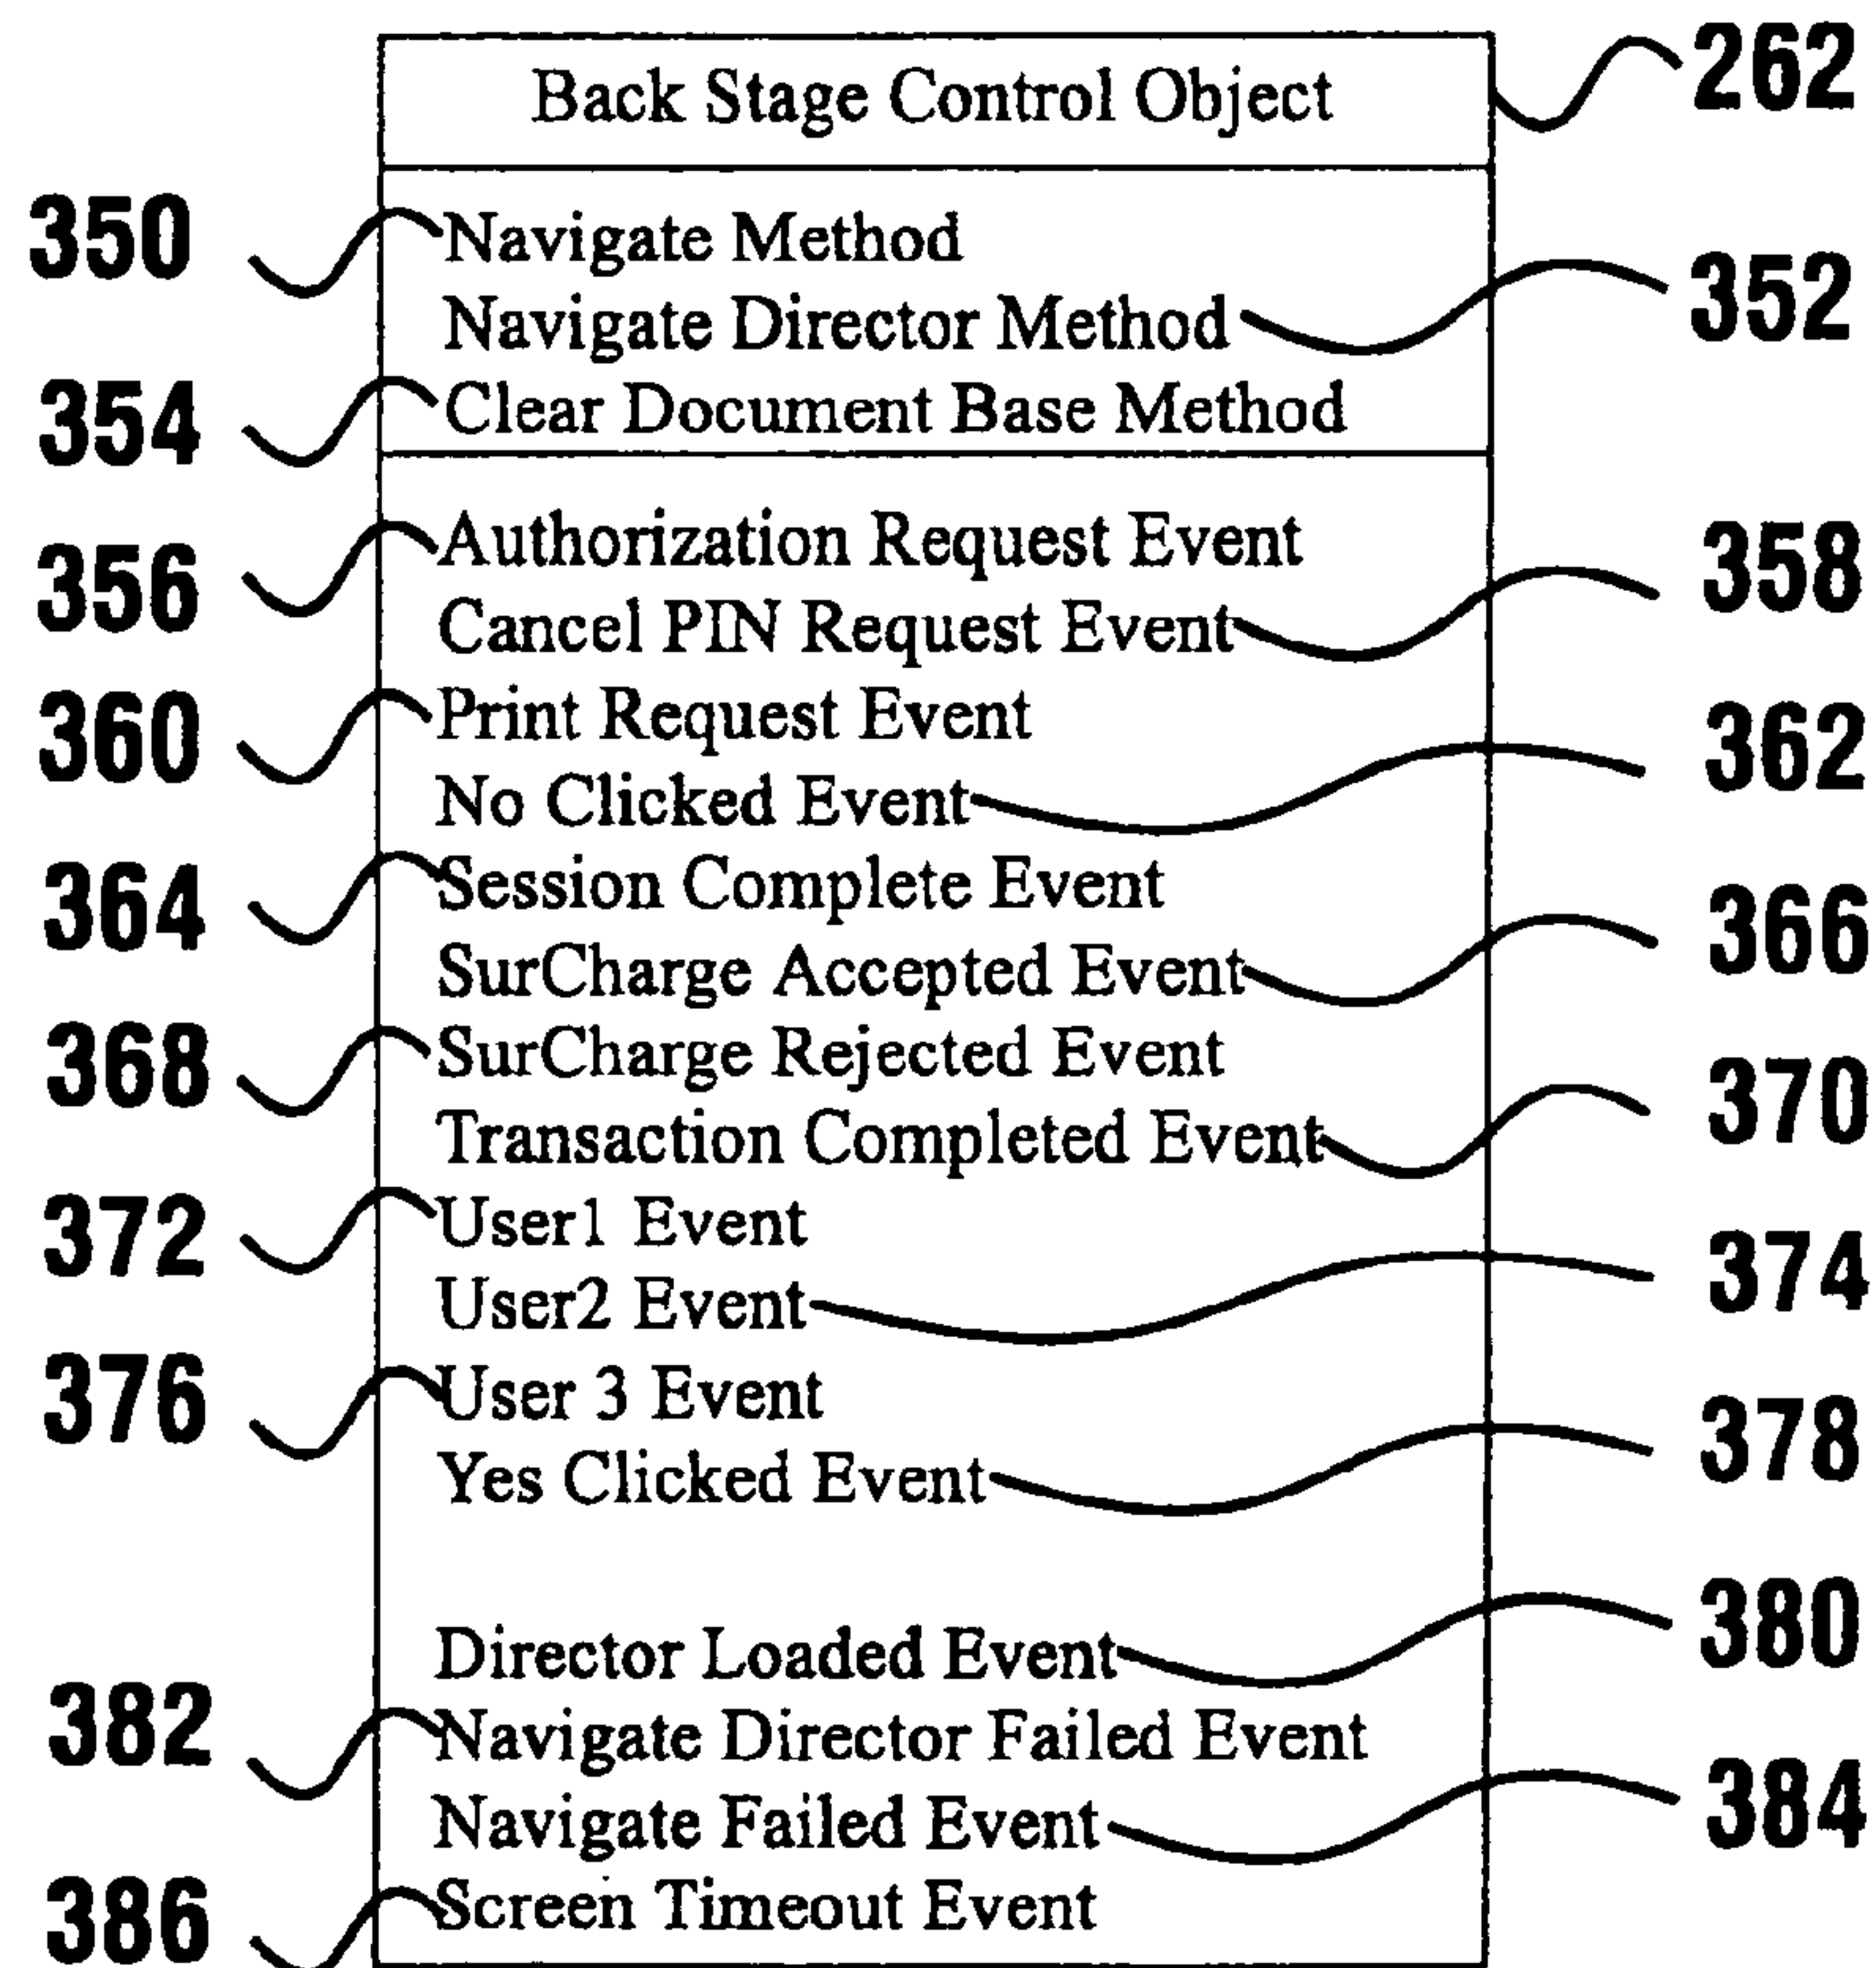 Back Stage Control Object 262
350 Navigate Method
Navigate Director Method 352
354 Clear Document Base Method
356 Authorization Request Event
Cancel PIN Request Event 358
360 Print Request Event
No Clicked Event 362
364 Session Complete Event
SurCharge Accepted Event 366
368 SurCharge Rejected Event
Transaction Completed Event 370
372 User1 Event
User2 Event 374
376 User 3 Event
Yes Clicked Event 378
Director Loaded Event 380
382 Navigate Director Failed Event
Navigate Failed Event 384
386 Screen Timeout Event